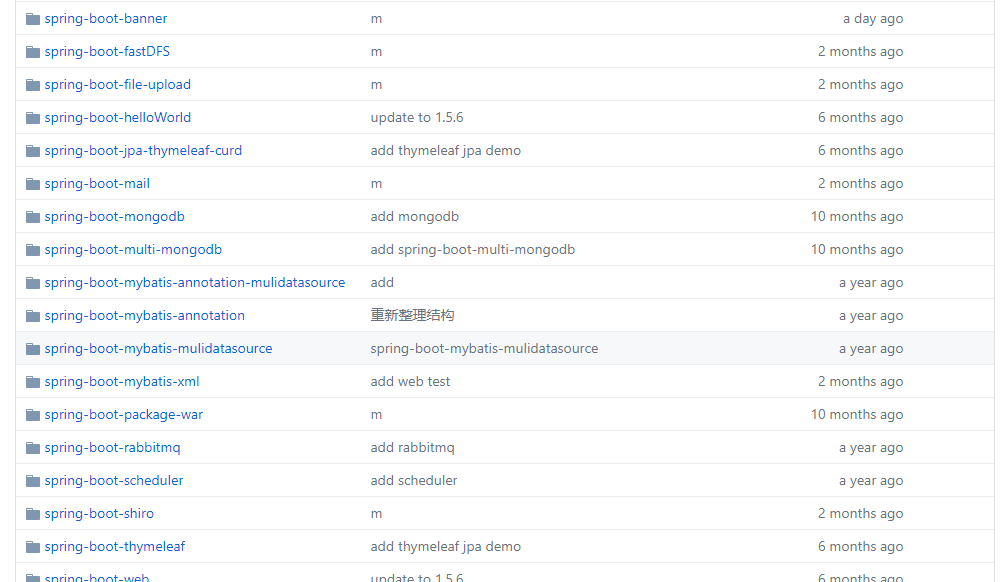 spring-boot-banner m a day ago
spring-boot-fastDFS m 2 months ago
spring-boot-file-upload m 2 months ago
spring-boot-helloWorld update to 1.5.6 6 months ago
spring-boot-jpa-thymeleaf-curd add thymeleaf jpa demo 6 months ago
spring-boot-mail m 2 months ago
spring-boot-mongodb add mongodb 10 months ago
spring-boot-multi-mongodb add spring-boot-multi-mongodb 10 months ago
spring-boot-mybatis-annotation-mulidatasource add a year ago
spring-boot-mybatis-annotation 重新整理结构 a year ago
spring-boot-mybatis-mulidatasource spring-boot-mybatis-mulidatasource a year ago
spring-boot-mybatis-xml add web test 2 months ago
spring-boot-package-war m 10 months ago
spring-boot-rabbitmq add rabbitmq a year ago
spring-boot-scheduler add scheduler a year ago
spring-boot-shiro m 2 months ago
spring-boot-thymeleaf add thymeleaf jpa demo 6 months ago
spring-boot-web update to 1.5.6 6 months ago